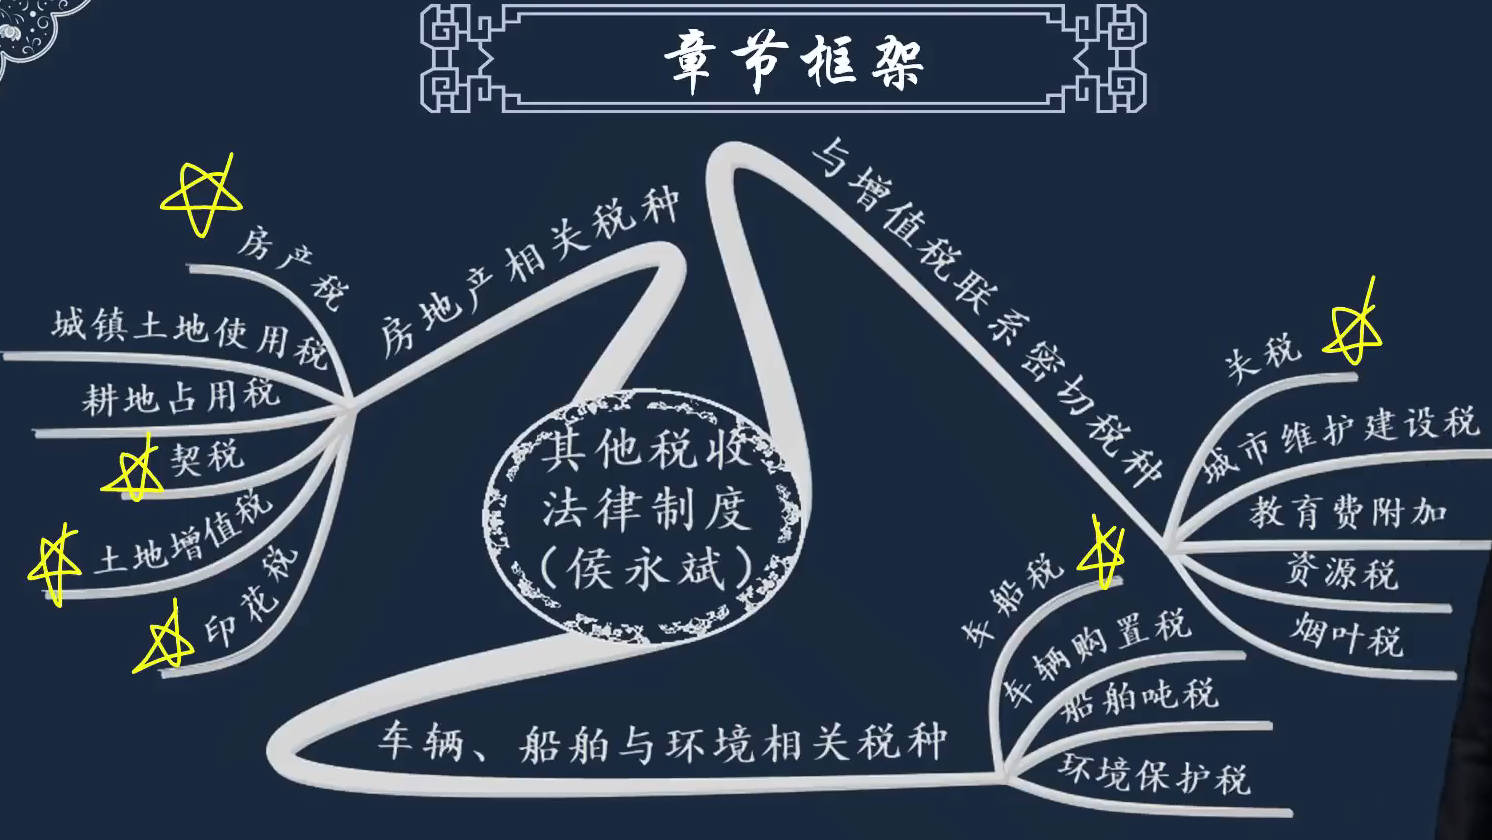 章节框架
其他税收
法律制度
（侯永斌）
房地产相关税种
房产税
城镇土地使用税
耕地占用税
契税
土地增值税
印花税
与增值税联系密切税种
关税
城市维护建设税
教育费附加
资源税
烟叶税
车辆、船舶与环境相关税种
车船税
车辆购置税
船舶吨税
环境保护税